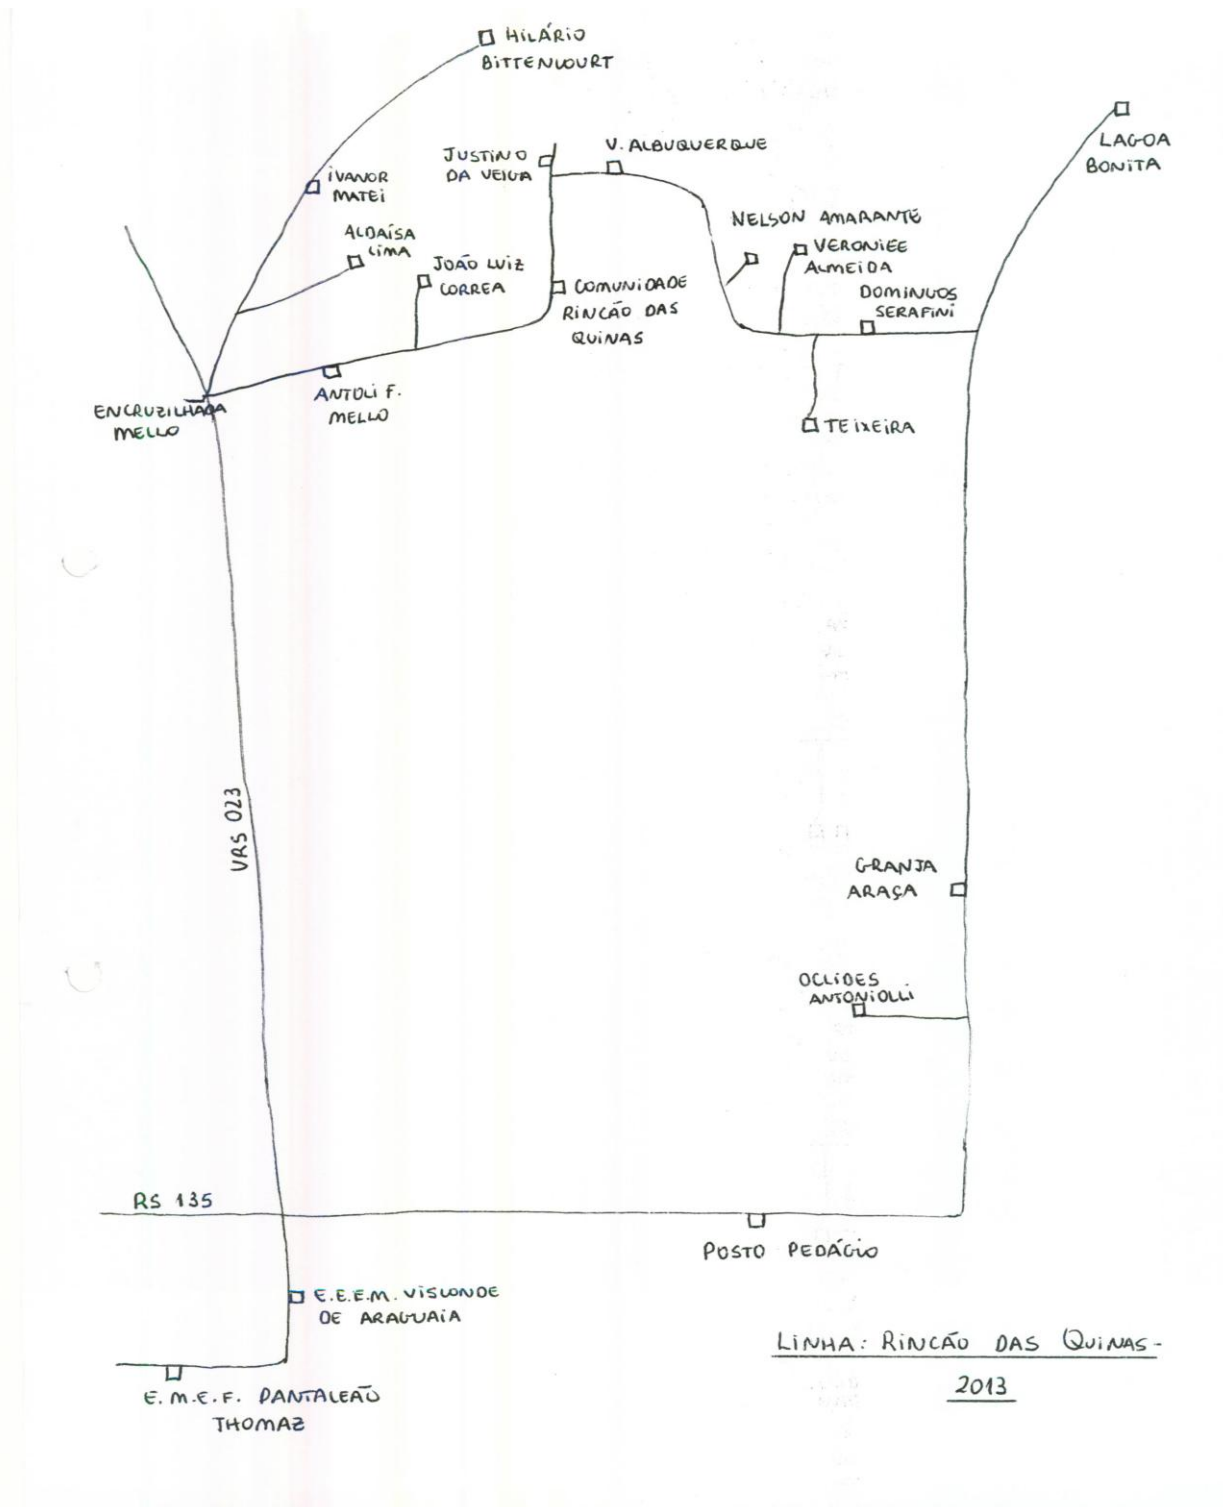 HILÁRIO
BITTENCOURT
LAGOA
BONITA
V. ALBUQUERQUE
JUSTINO
DA VEIGA
IVANOR
MATEI
NELSON AMARANTE
ALDAÍSA
LIMA
VERONIEE
ALMEIDA
JOÃO LUIZ
CORREA
COMUNIDADE
RINCÃO DAS
QUINAS
DOMINGOS
SERAFINI
ANTOLI F.
MELLO
ENCRUZILHADA
MELLO
TEIXEIRA
VRS 023
GRANJA
ARAÇA
OCLIDES
ANTONIOLLI
RS 135
POSTO PEDÁGIO
E.E.E.M. VISCONDE
DE ARAGUAIA
LINHA: RINCÃO DAS QUINAS-
2013
E.M.E.F. PANTALEÃO
THOMAZ